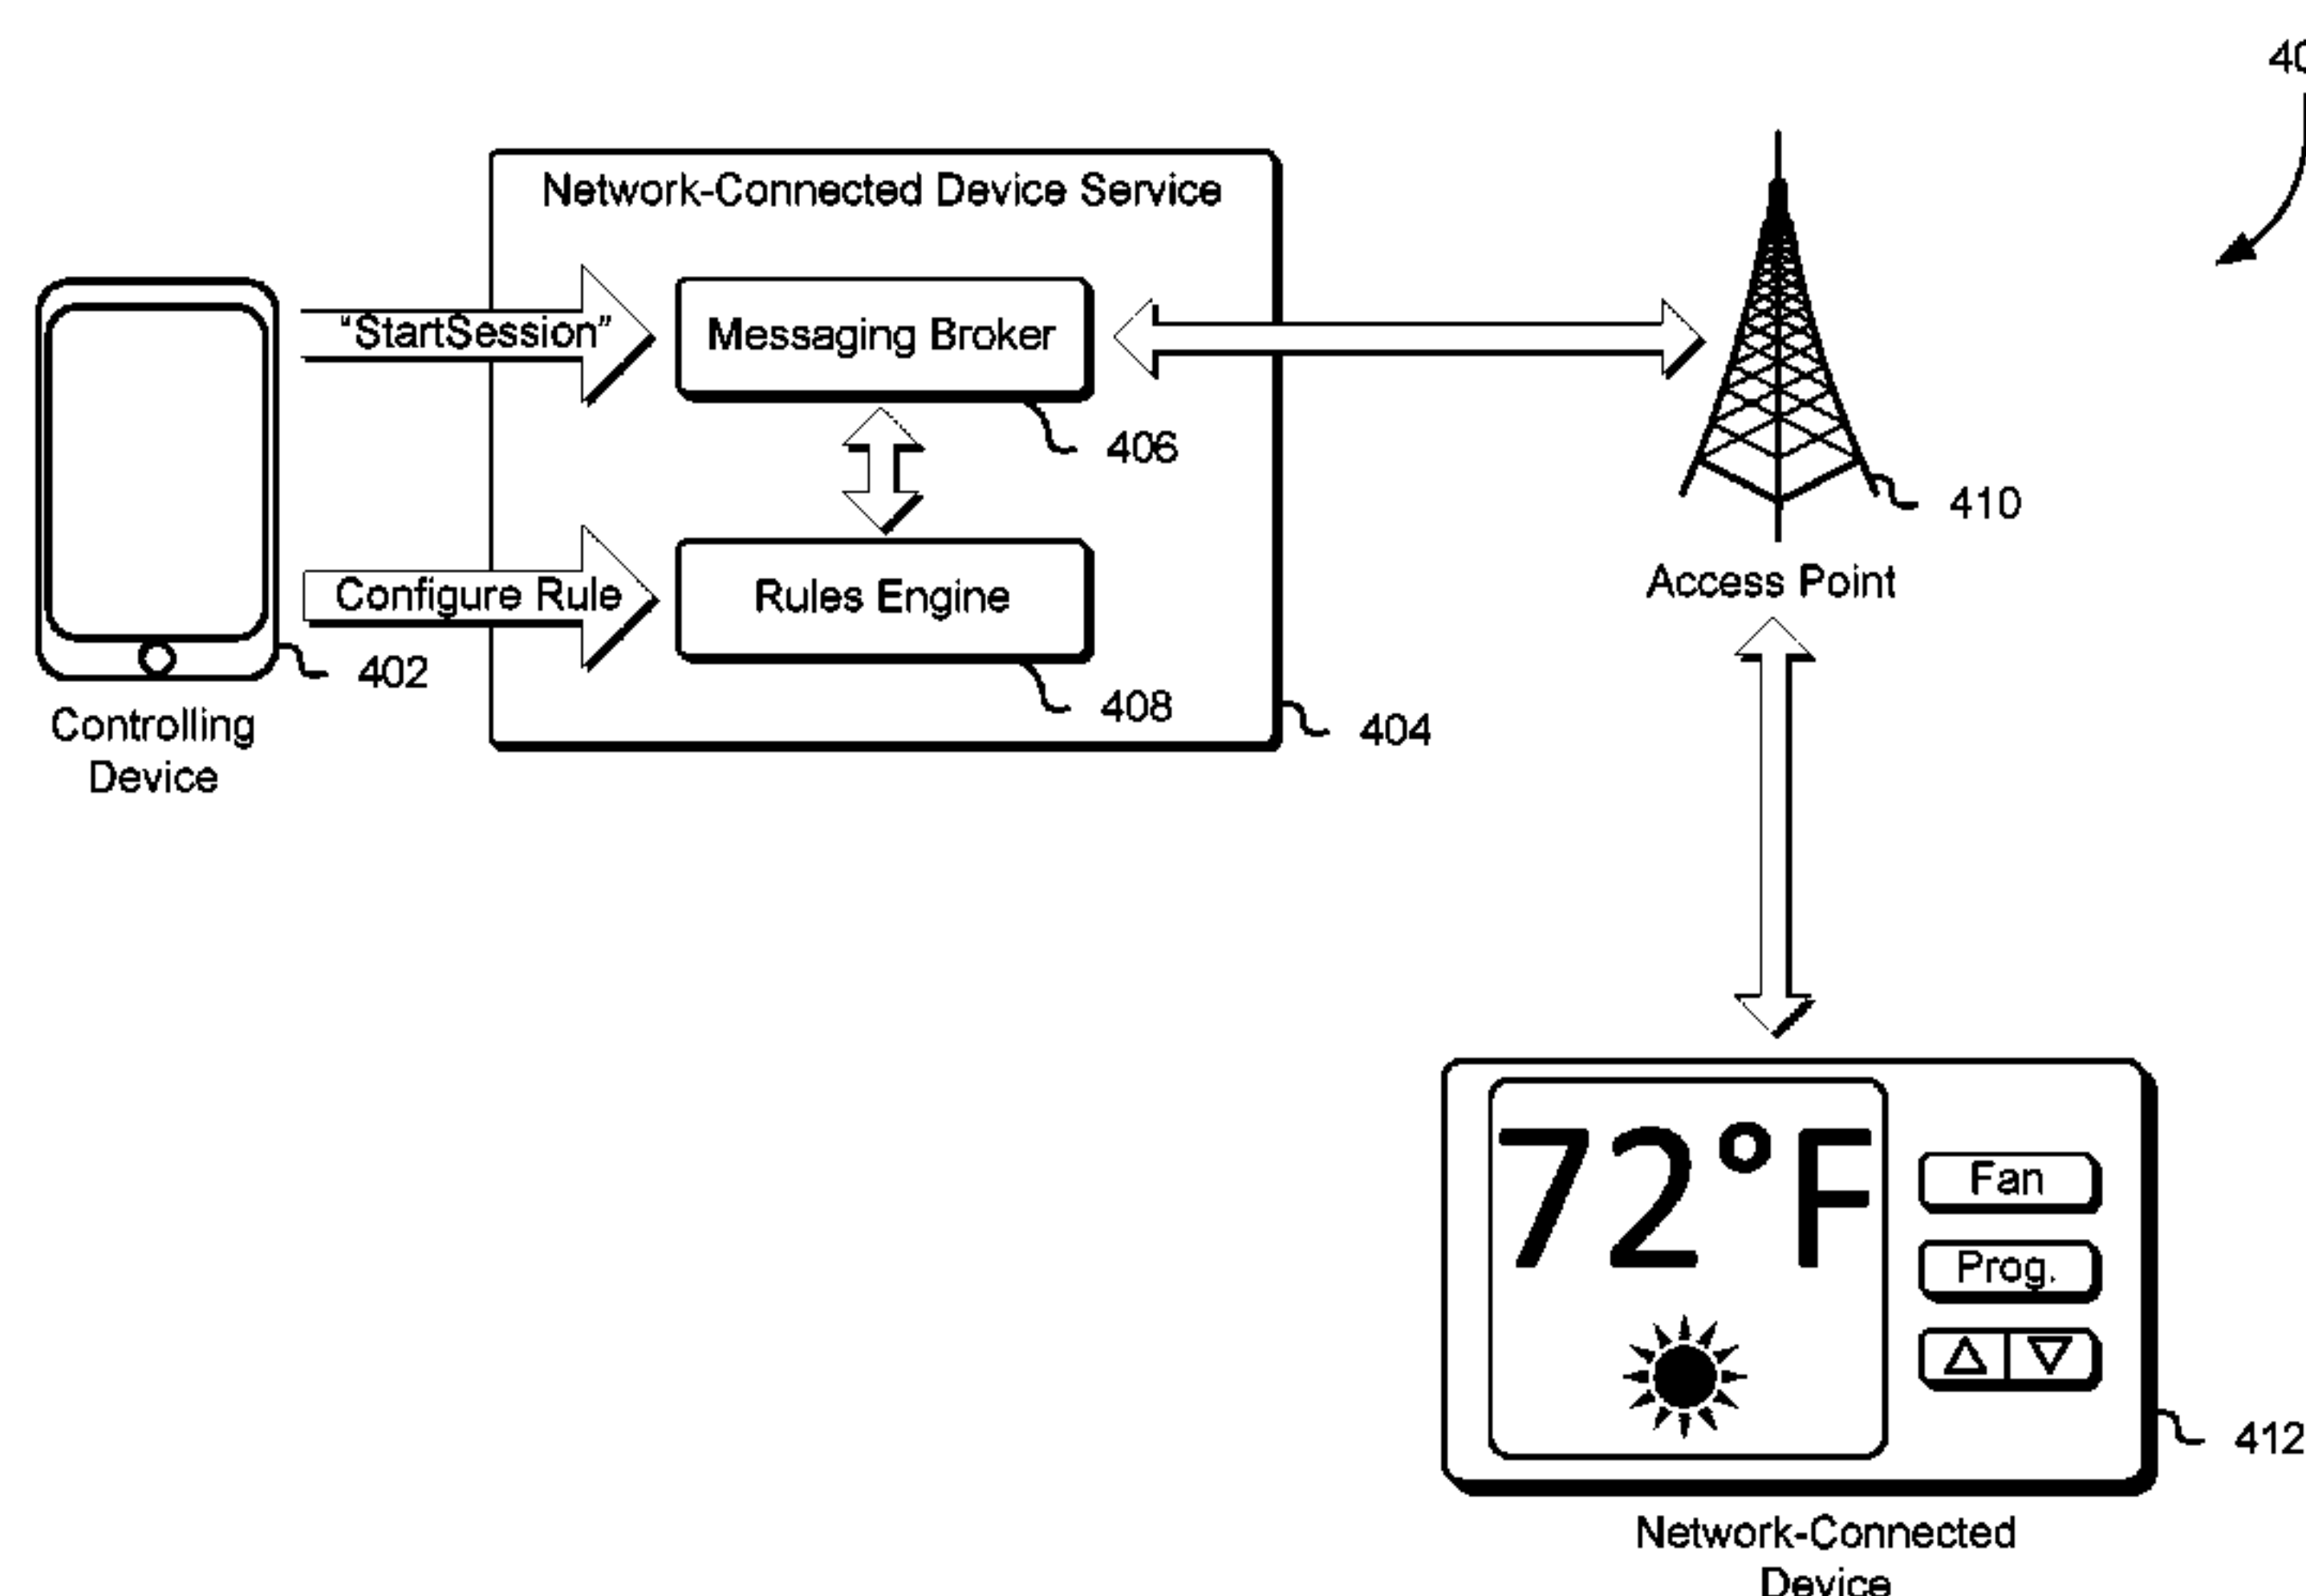 40
Network-Connected Device Service
"StartSession"
Messaging Broker
406
410
Access Point
Configure Rule
Rules Engine
402
408
404
Controlling
Device
72°F
Fan
Prog.
412
Network-Connected
Device